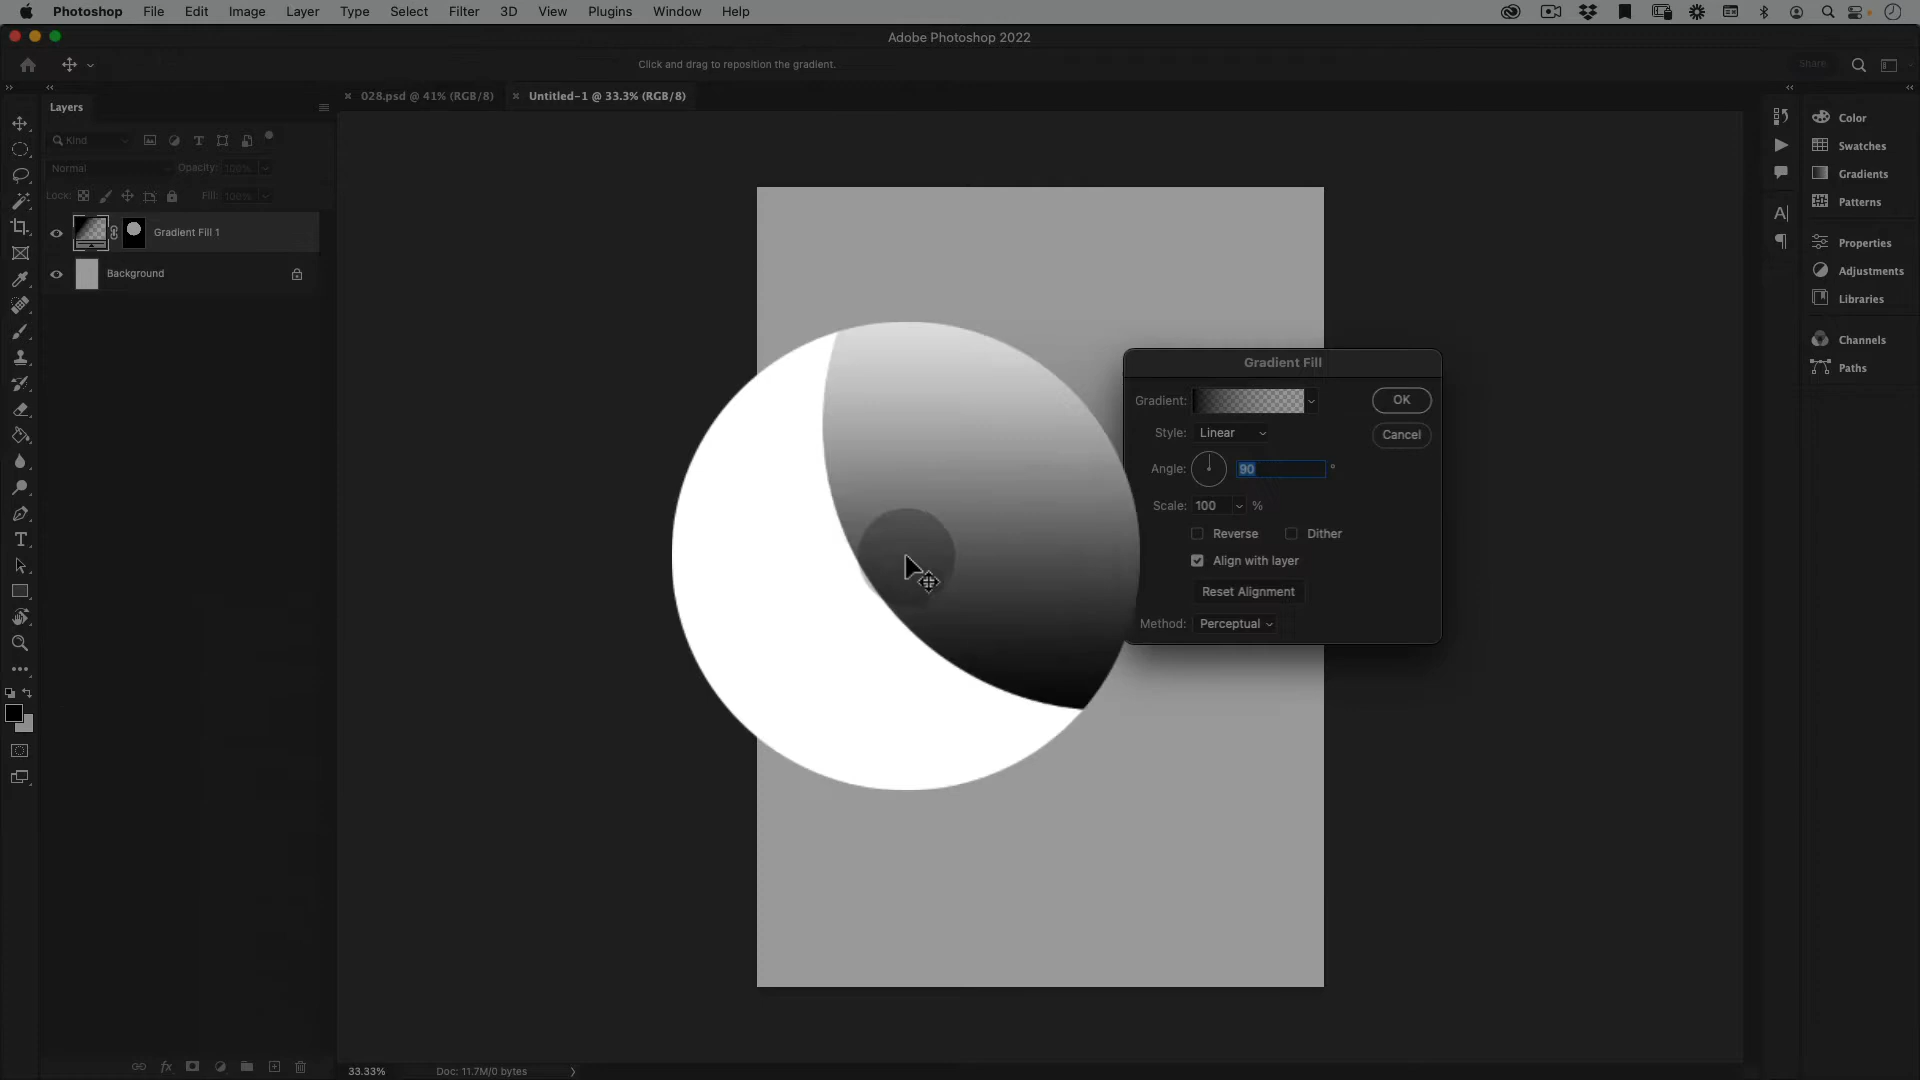 Photoshop File Edit Image Layer Type Select Filter 3D View Plugins Window Help
Adobe Photoshop 2022
Click and drag to reposition the gradient.
Share
028.psd @ 41% (RGB/8)
Untitled-1 @ 33.3% (RGB/8)
Layers
Kind
Normal
Opacity: 100%
Lock:
Fill: 100%
Gradient Fill 1
Background
Gradient Fill
Gradient:
OK
Style: Linear
Cancel
Angle: 90 °
Scale: 100 %
Reverse
Dither
Align with layer
Reset Alignment
Method: Perceptual
Color
Swatches
Gradients
Patterns
Properties
Adjustments
Libraries
Channels
Paths
33.33%
Doc: 11.7M/0 bytes